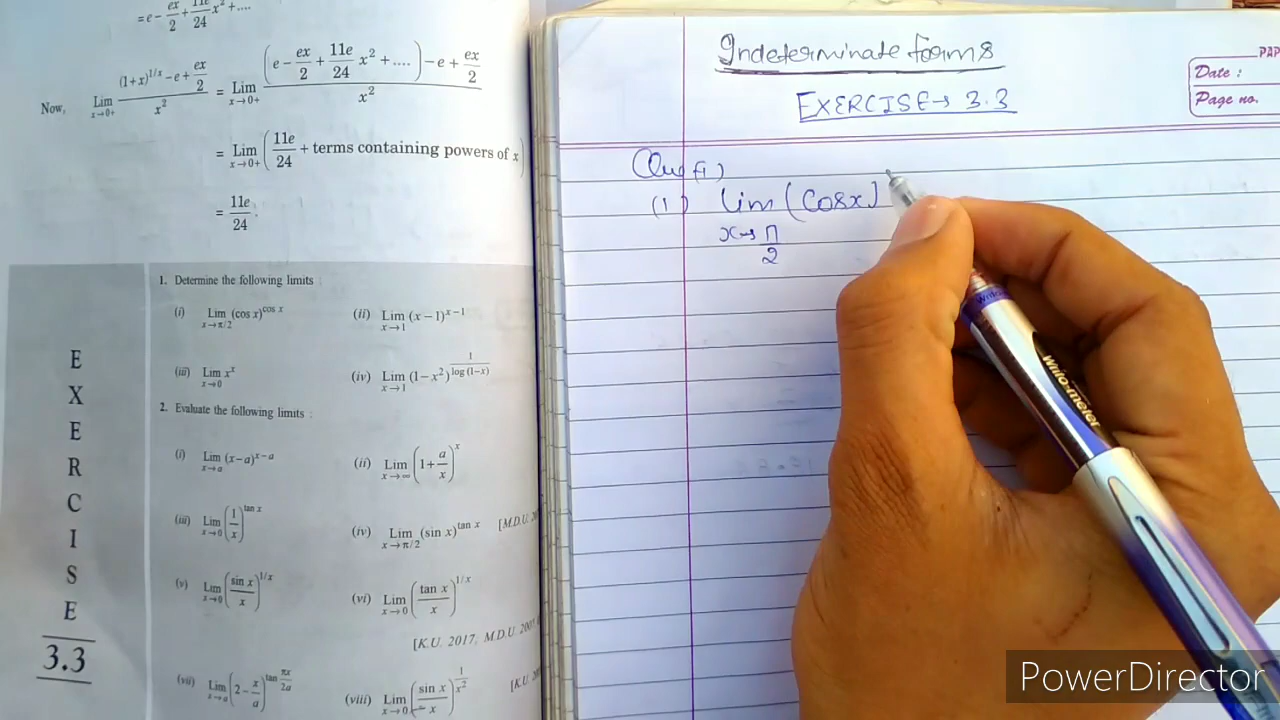 = e - ex/2 + 11e/24 x² + ....
Now, Lim x→0+ ((1+x)^{1/x} - e + ex/2)/x² = Lim x→0+ ((e - ex/2 + 11e/24 x² + ....) - e + ex/2)/x²
= Lim x→0+ (11e/24 + terms containing powers of x)
= 11e/24.
EXERCISE
3.3
1. Determine the following limits :
(i) Lim x→π/2 (cos x)^{cos x} (ii) Lim x→1 (x-1)^{x-1}
(iii) Lim x→0 x^x (iv) Lim x→1 (1-x²)^{1/log (1-x)}
2. Evaluate the following limits :
(i) Lim x→a (x-a)^{x-a} (ii) Lim x→∞ (1+a/x)^x
(iii) Lim x→0 (1/x)^{tan x} (iv) Lim x→π/2 (sin x)^{tan x} [M.D.U.
(v) Lim x→0 (sin x/x)^{1/x} (vi) Lim x→0 (tan x/x)^{1/x}
[K.U. 2017; M.D.U.
(vii) Lim x→a (2-x/a)^{tan πx/2a} (viii) Lim x→0 (sin x/x)^{1/x²} [K.U.
Indeterminate forms
EXERCISE→ 3.3
Date :
Page no.
(i) lim x→π/2 (Cosx)
Write-o-meter
PowerDirector